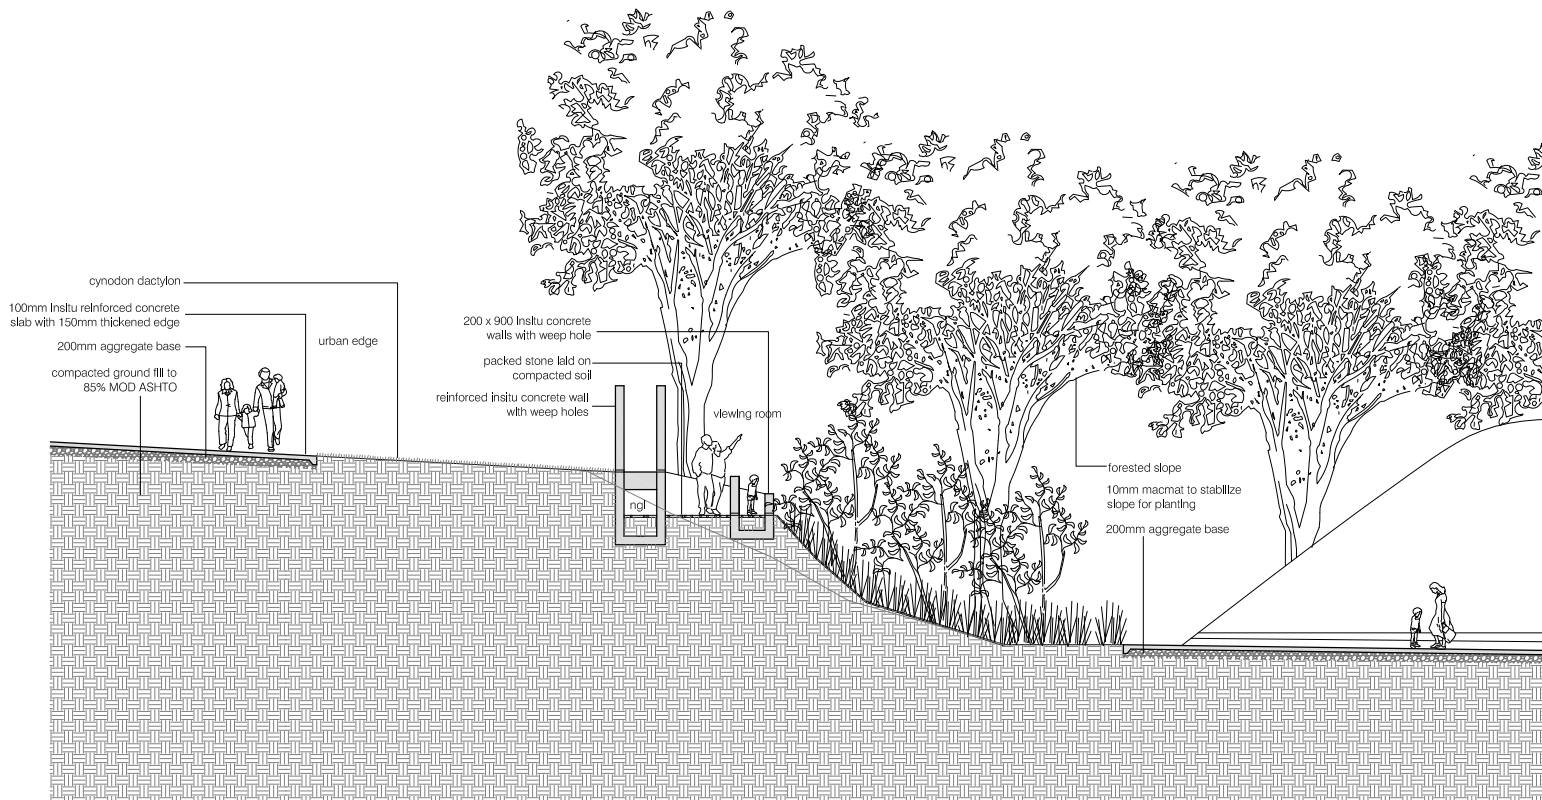 cynodon dactylon
100mm insitu reinforced concrete
slab with 150mm thickened edge
200mm aggregate base
compacted ground fill to
85% MOD ASHTO
urban edge
200 x 900 insitu concrete
walls with weep hole
packed stone laid on
compacted soil
reinforced insitu concrete wall
with weep holes
viewing room
ngl
forested slope
10mm macmat to stabilize
slope for planting
200mm aggregate base